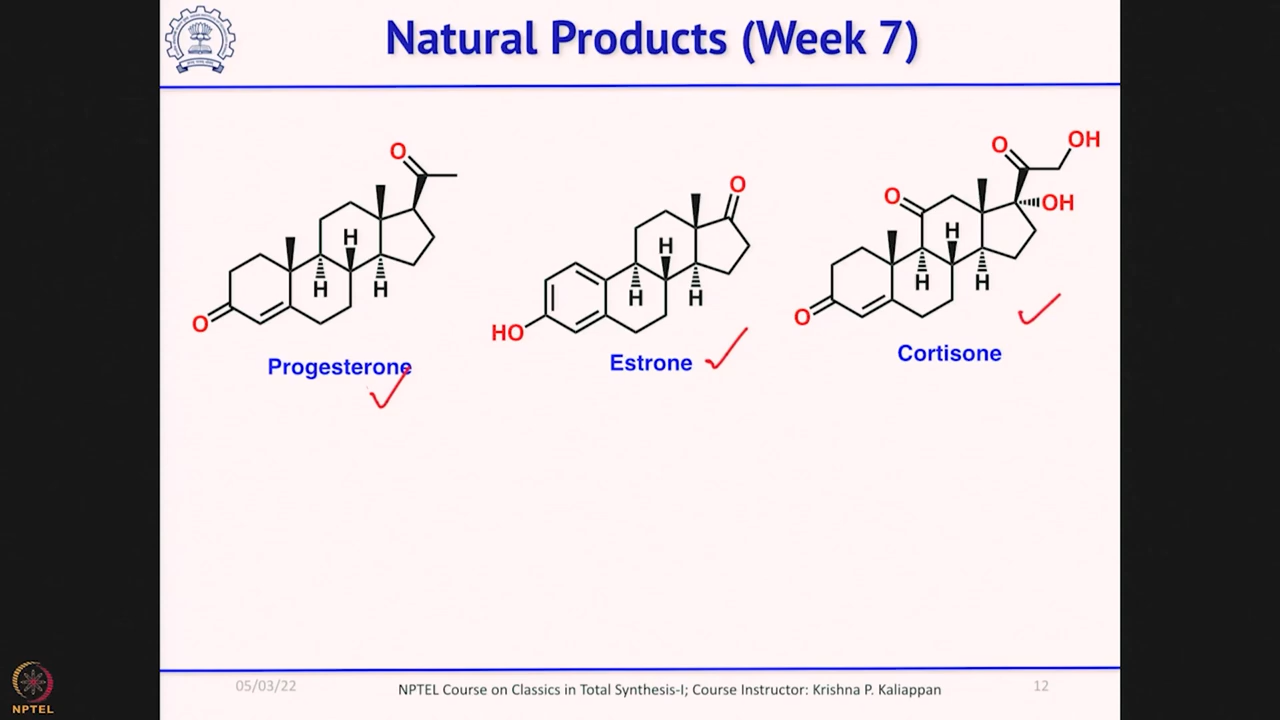 Natural Products (Week 7)
O
H
H
H
O
Progesterone
O
H
H
H
HO
Estrone
O
OH
O
OH
H
H
H
O
Cortisone
05/03/22
NPTEL Course on Classics in Total Synthesis-I; Course Instructor: Krishna P. Kaliappan
12
NPTEL